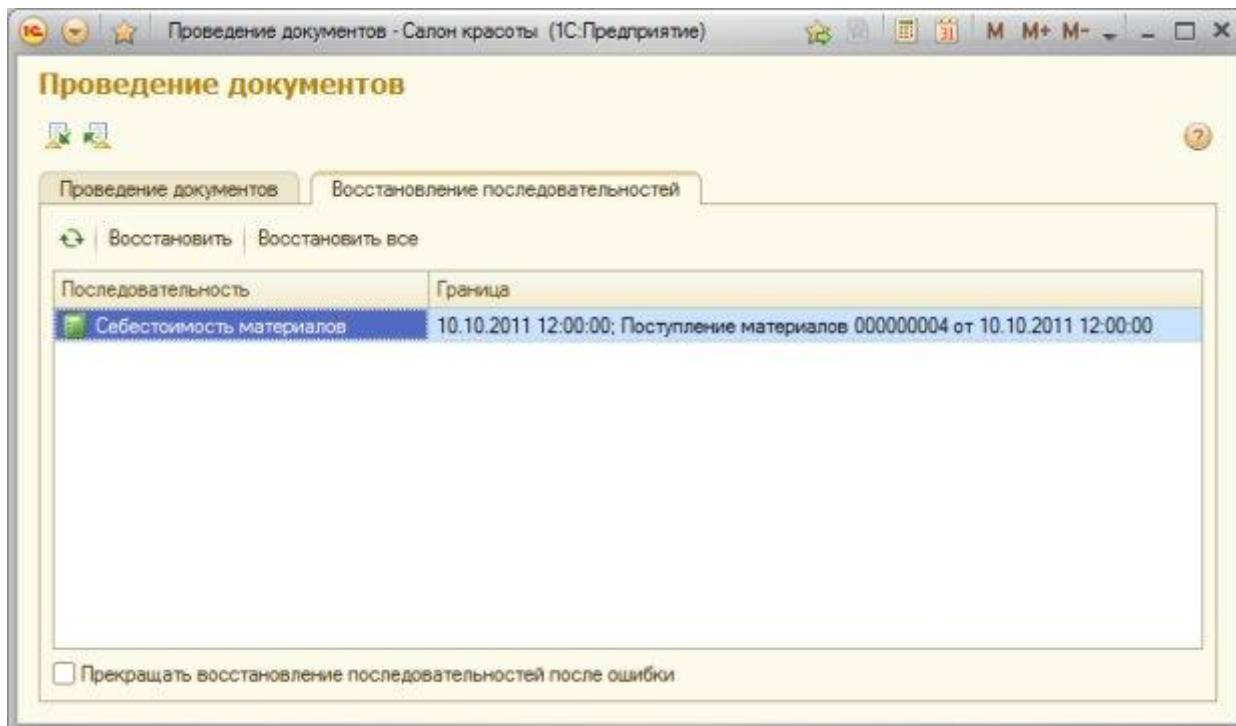 1С Проведение документов - Салон красоты (1С:Предприятие) 31 M M+ M-
Проведение документов
?
Проведение документов Восстановление последовательностей
Восстановить Восстановить все
Последовательность Граница
Себестоимость материалов 10.10.2011 12:00:00; Поступление материалов 000000004 от 10.10.2011 12:00:00
Прекращать восстановление последовательностей после ошибки